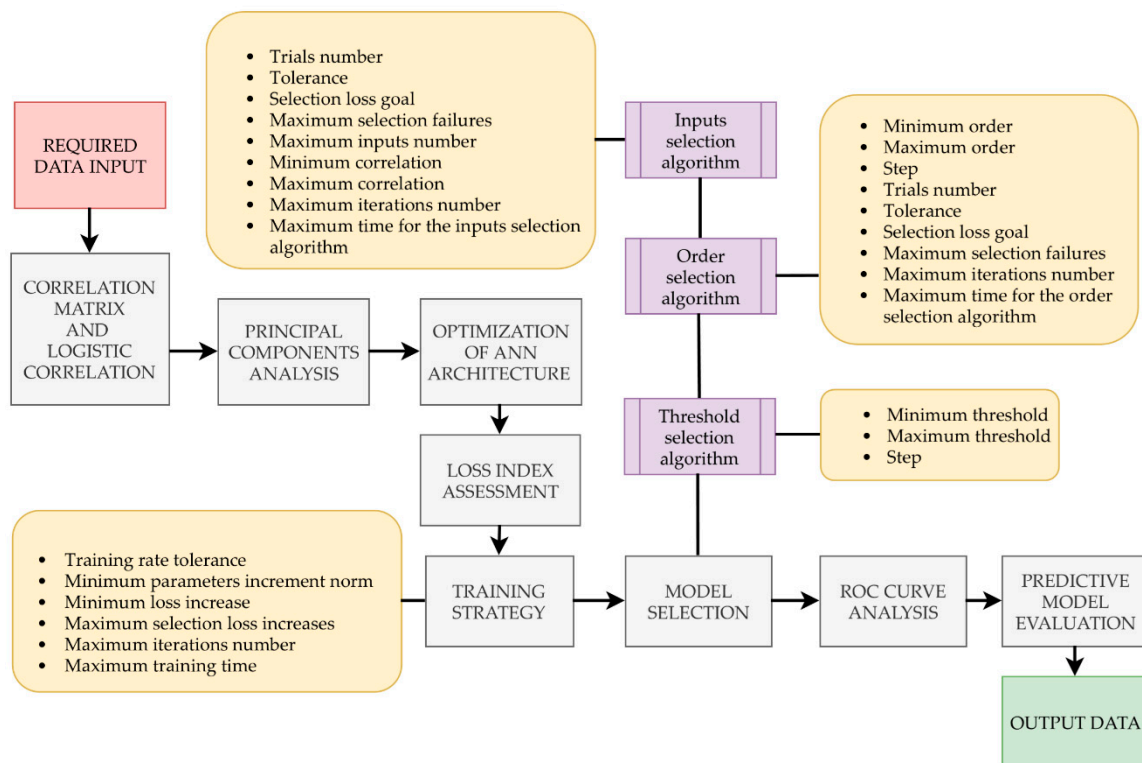 REQUIRED
DATA INPUT
• Trials number
• Tolerance
• Selection loss goal
• Maximum selection failures
• Maximum inputs number
• Minimum correlation
• Maximum correlation
• Maximum iterations number
• Maximum time for the inputs selection
algorithm
Inputs
selection
algorithm
• Minimum order
• Maximum order
• Step
• Trials number
• Tolerance
• Selection loss goal
• Maximum selection failures
• Maximum iterations number
• Maximum time for the order
selection algorithm
Order
selection
algorithm
CORRELATION
MATRIX
AND
LOGISTIC
CORRELATION
PRINCIPAL
COMPONENTS
ANALYSIS
OPTIMIZATION
OF ANN
ARCHITECTURE
Threshold
selection
algorithm
• Minimum threshold
• Maximum threshold
• Step
LOSS INDEX
ASSESSMENT
• Training rate tolerance
• Minimum parameters increment norm
• Minimum loss increase
• Maximum selection loss increases
• Maximum iterations number
• Maximum training time
TRAINING
STRATEGY
MODEL
SELECTION
ROC CURVE
ANALYSIS
PREDICTIVE
MODEL
EVALUATION
OUTPUT DATA